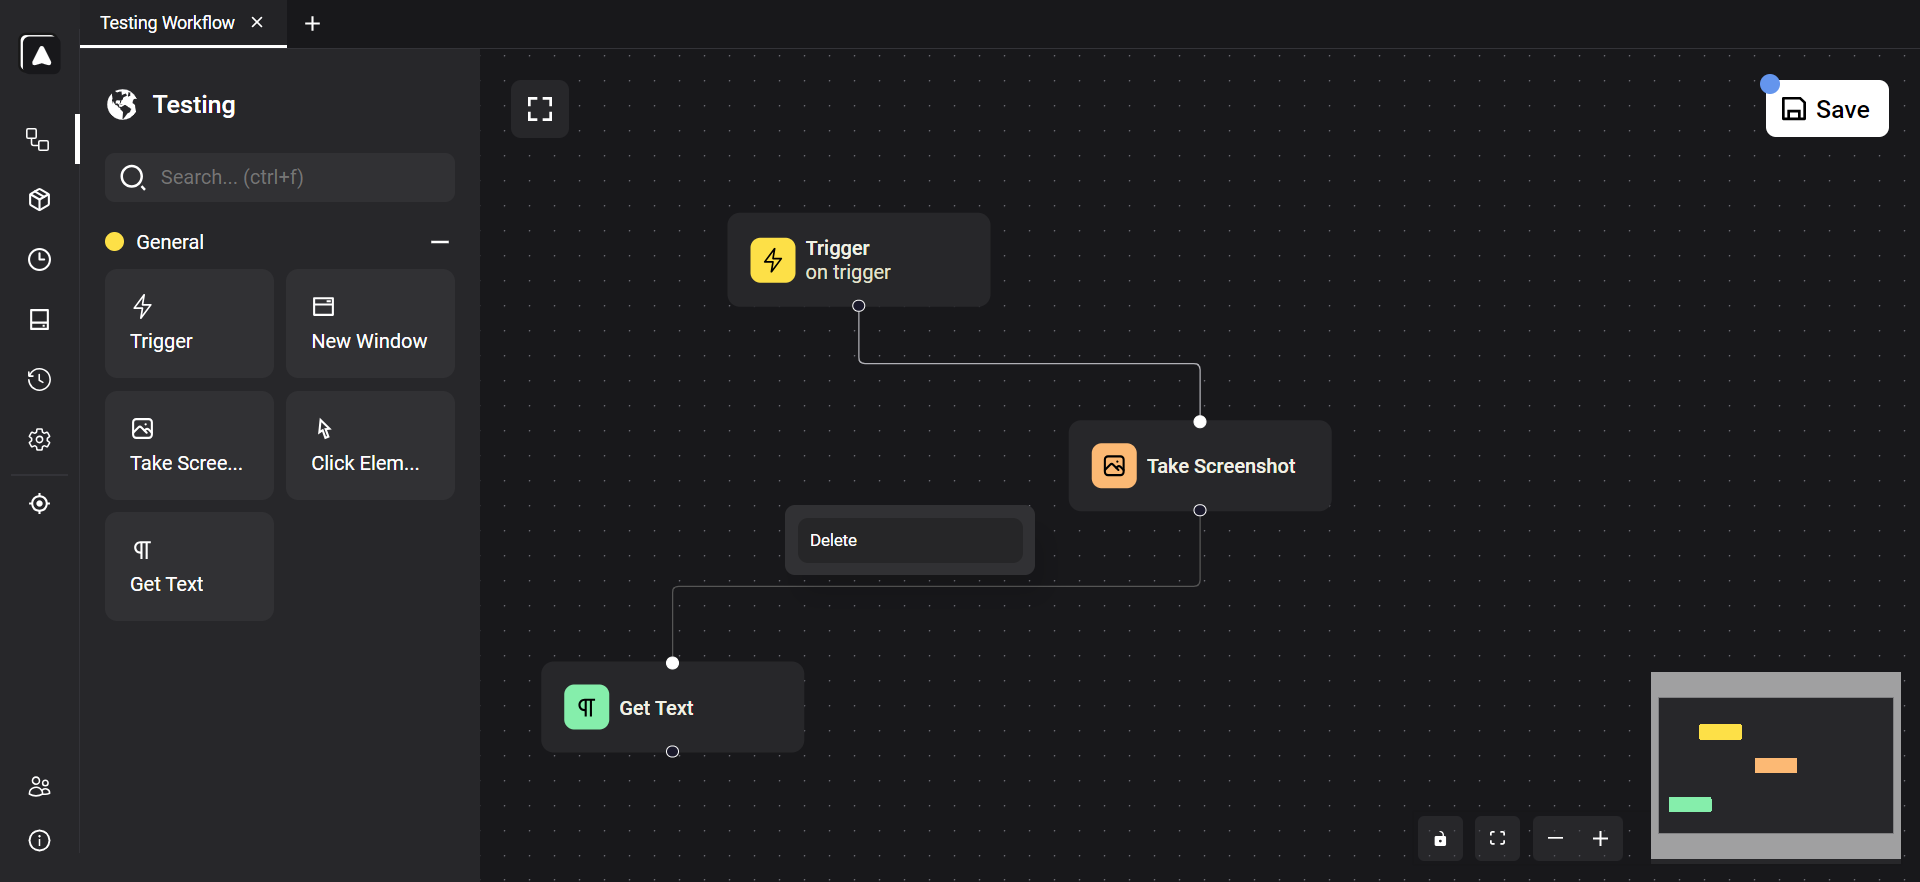 Testing Workflow
Testing
Search... (ctrl+f)
General
Trigger
New Window
Take Scree...
Click Elem...
Get Text
Save
Trigger
on trigger
Take Screenshot
Delete
Get Text